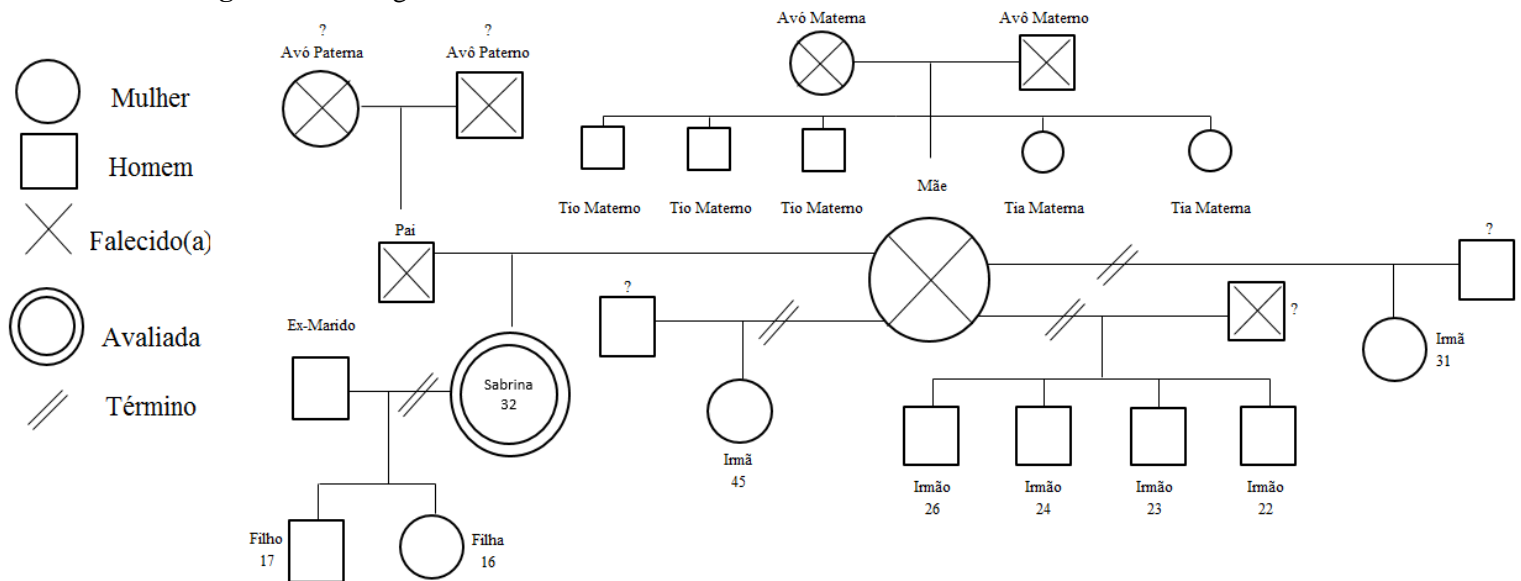 Mulher
Homem
Falecido(a)
Avaliada
Término
?
Avó Paterna
?
Avô Paterno
Avó Materna
Avô Materno
Tio Materno
Tio Materno
Tio Materno
Mãe
Tia Materna
Tia Materna
Pai
?
?
?
Ex-Marido
Sabrina
32
Irmã
31
Irmã
45
Irmão
26
Irmão
24
Irmão
23
Irmão
22
Filho
17
Filha
16